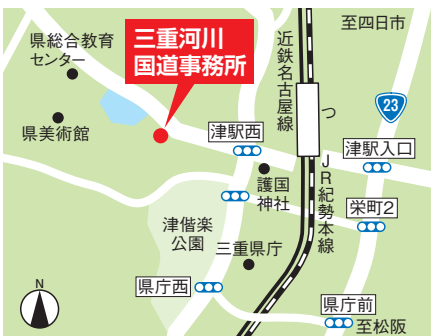 県総合教育
センター
三重河川
国道事務所
近鉄名古屋線
至四日市
23
県美術館
津駅西
つ
津駅入口
護国
神社
JR紀勢本線
栄町2
津偕楽
公園
三重県庁
県庁西
県庁前
至松阪
N